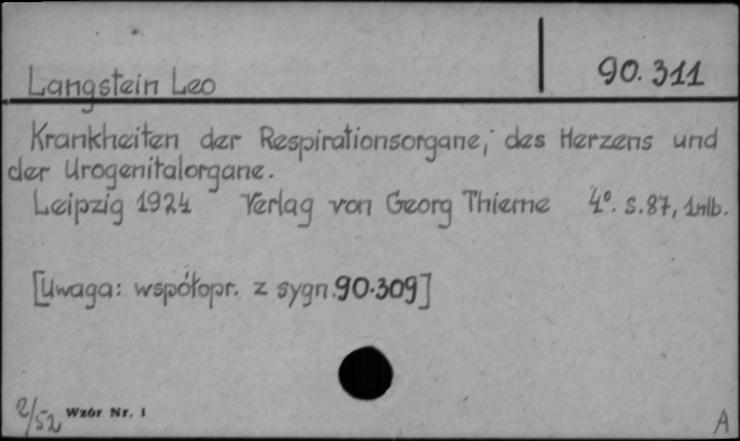 Langstein Leo
90.311
Krankheiten der Respirationsorgane, des Herzens und
der Urogenitalorgane.
Leipzig 1924 Verlag von Georg Thieme 4°. S.87, 1nlb.
[Uwaga: współopr. z sygn.90.309]
2/52 Wzór Nr. 1
A